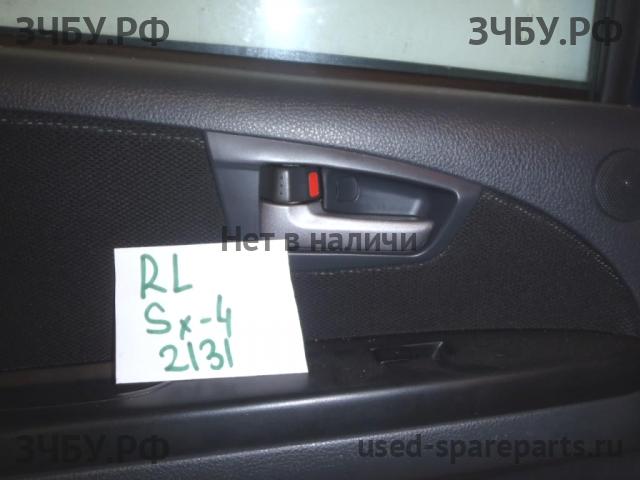 ЗЧБУ.РФ
ЗЧБУ.РФ
Нет в наличи
RL
Sx-4
2131
ЗЧБУ.РФ
used-spareparts.ru